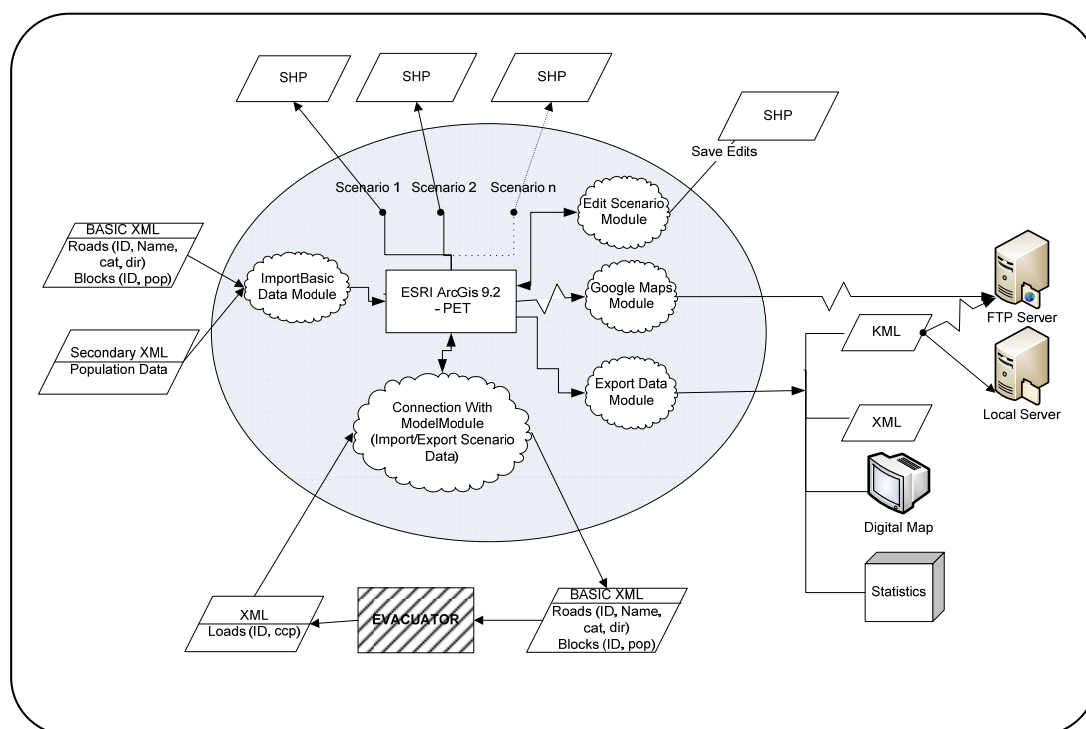 SHP
SHP
SHP
SHP
Save Edits
Scenario 1
Scenario 2
Scenario n
Edit Scenario
Module
BASIC XML
Roads (ID, Name,
cat, dir)
Blocks (ID, pop)
ImportBasic
Data Module
ESRI ArcGis 9.2
- PET
Google Maps
Module
FTP Server
KML
Secondary XML
Population Data
Export Data
Module
Local Server
Connection With
ModelModule
(Import/Export Scenario
Data)
XML
Digital Map
Statistics
XML
Loads (ID, ccp)
EVACUATOR
BASIC XML
Roads (ID, Name,
cat, dir)
Blocks (ID, pop)